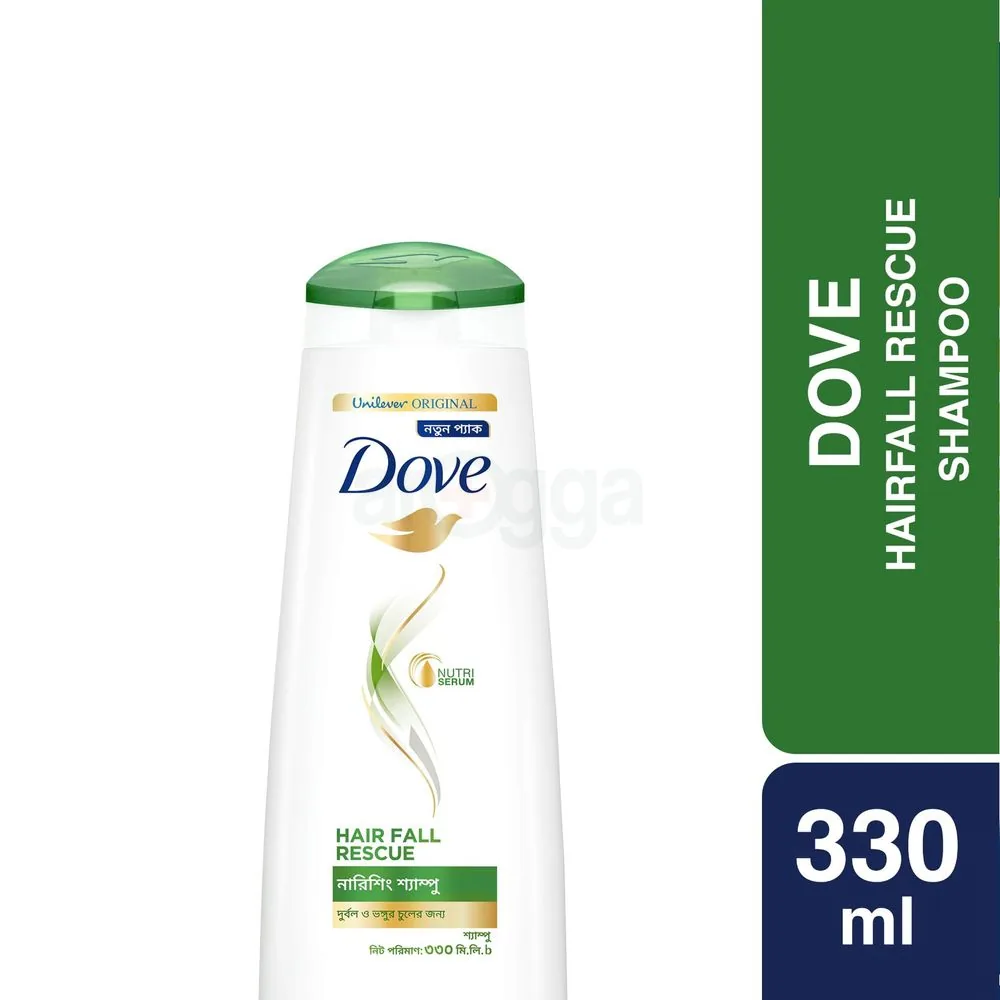 Unilever ORIGINAL
নতুন প্যাক
Dove
arogga
NUTRI
SERUM
HAIR FALL
RESCUE
নারিশিং শ্যাম্পু
দুর্বল ও ভঙ্গুর চুলের জন্য
শ্যাম্পু
নিট পরিমাণ: ৩৩০ মি.লি.b
DOVE
HAIRFALL RESCUE
SHAMPOO
330
ml